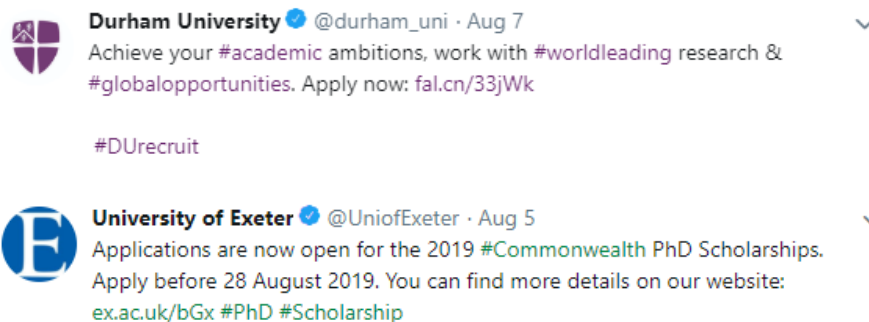 Durham University @durham_uni · Aug 7
Achieve your #academic ambitions, work with #worldleading research &
#globalopportunities. Apply now: fal.cn/33jWk
#DUrecruit
E
University of Exeter @UniofExeter · Aug 5
Applications are now open for the 2019 #Commonwealth PhD Scholarships.
Apply before 28 August 2019. You can find more details on our website:
ex.ac.uk/bGx #PhD #Scholarship